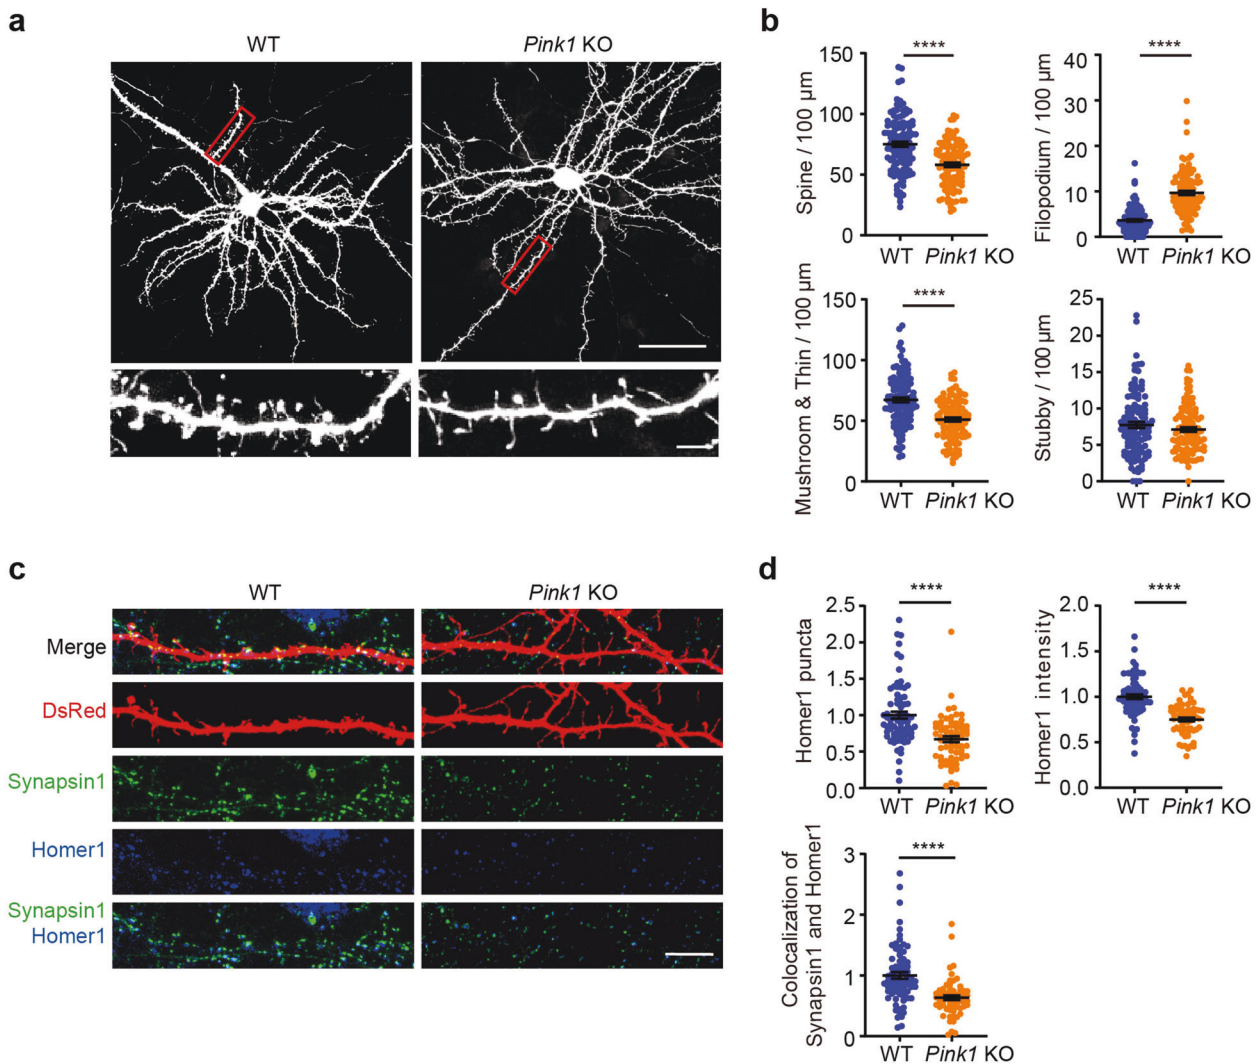 a
WT
Pink1 KO
b
150
100
50
0
Spine / 100 µm
****
WT
Pink1 KO
40
30
20
10
0
Filopodium / 100 µm
****
WT
Pink1 KO
150
100
50
0
Mushroom & Thin / 100 µm
****
WT
Pink1 KO
25
20
15
10
5
0
Stubby / 100 µm
WT
Pink1 KO
c
WT
Pink1 KO
Merge
DsRed
Synapsin1
Homer1
Synapsin1
Homer1
d
2.5
2.0
1.5
1.0
0.5
0.0
Homer1 puncta
****
WT
Pink1 KO
2.0
1.5
1.0
0.5
0.0
Homer1 intensity
****
WT
Pink1 KO
3
2
1
0
Colocalization of
Synapsin1 and Homer1
****
WT
Pink1 KO